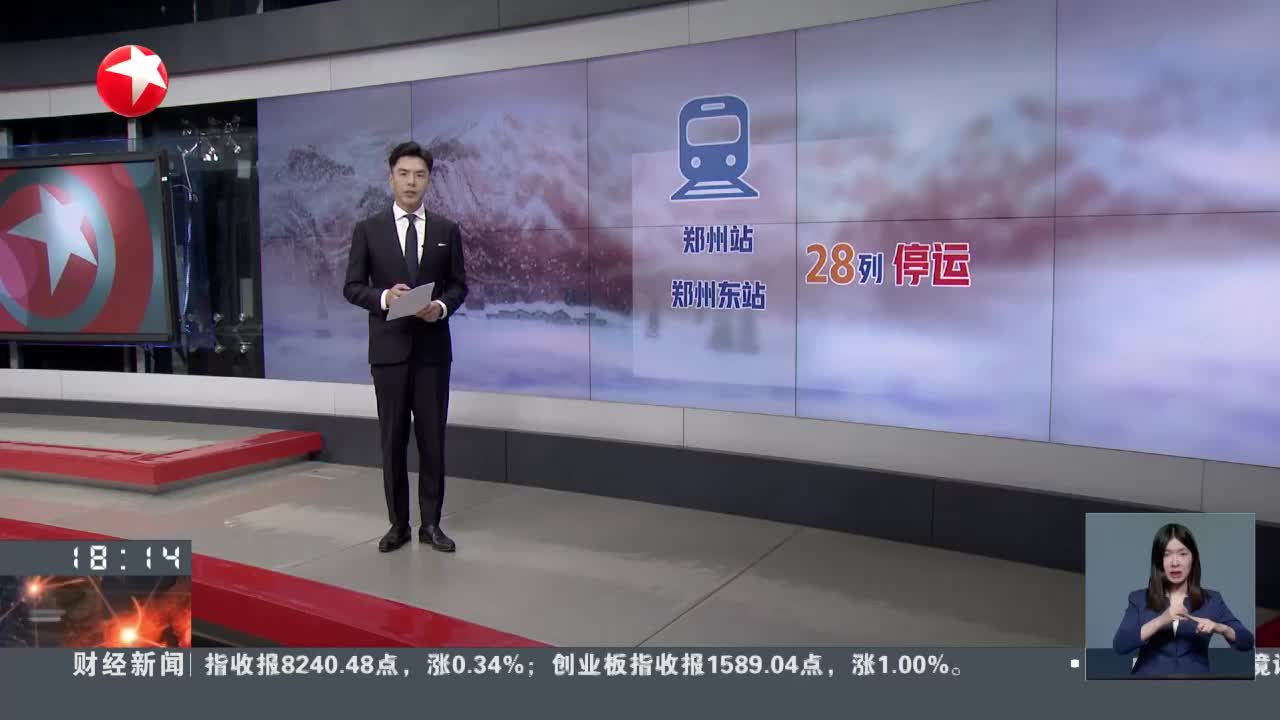 郑州站
郑州东站
28列 停运
18:14
财经新闻
指收报8240.48点，涨0.34%；创业板指收报1589.04点，涨1.00%。